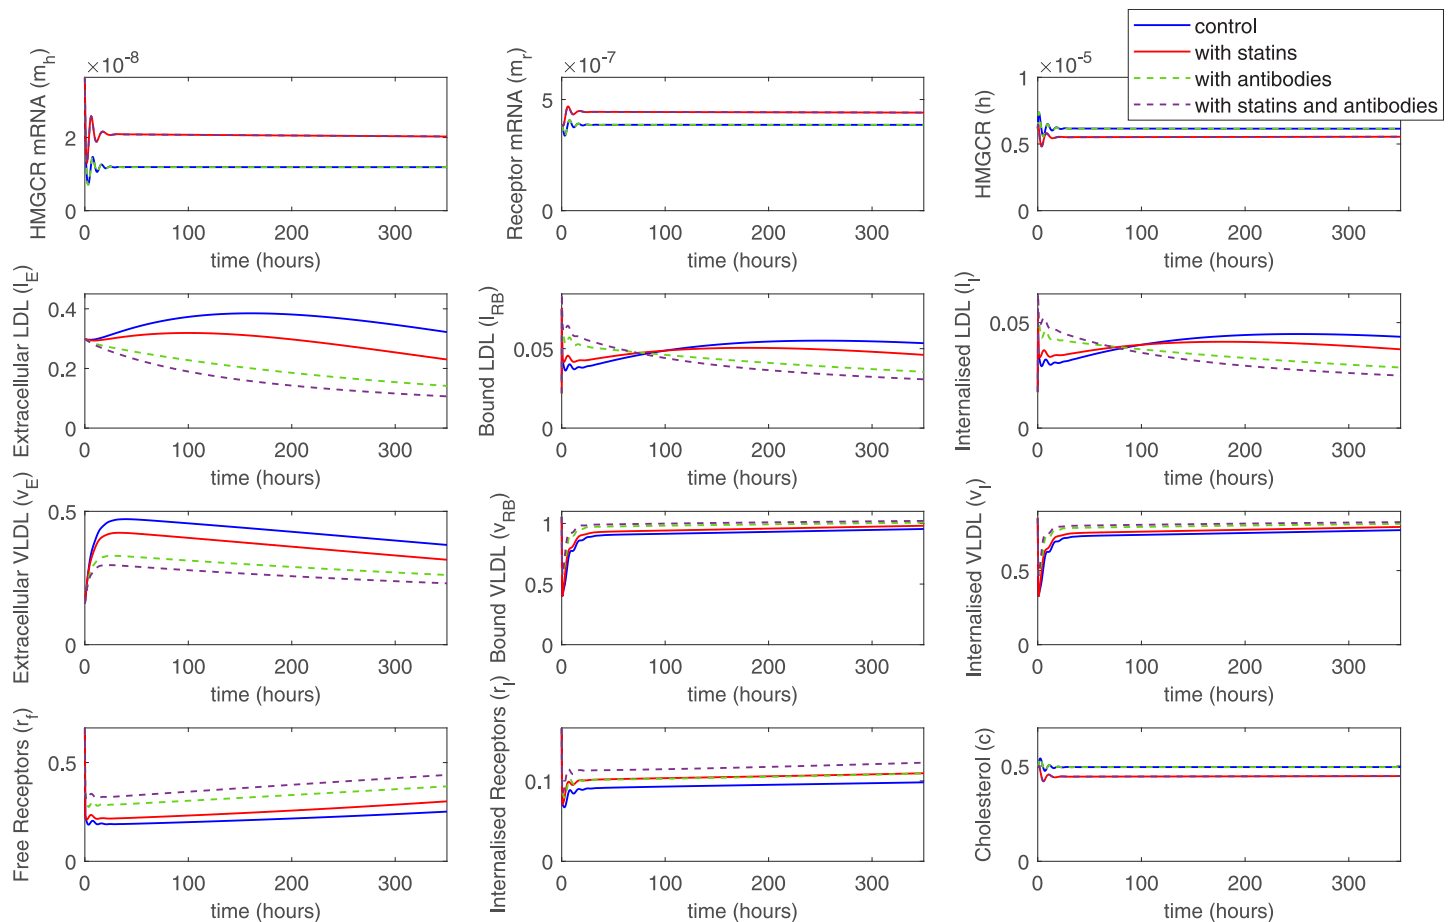 control
with statins
with antibodies
with statins and antibodies
×10^-8
HMGCR mRNA (m_h)
2
0
0 100 200 300
time (hours)
×10^-7
Receptor mRNA (m_r)
5
0
0 100 200 300
time (hours)
×10^-5
HMGCR (h)
1
0.5
0
0 100 200 300
time (hours)
Extracellular LDL (l_E)
0.4
0.2
0
0 100 200 300
time (hours)
Bound LDL (l_RB)
0.05
0
0 100 200 300
time (hours)
Internalised LDL (l_I)
0.05
0
0 100 200 300
time (hours)
Extracellular VLDL (v_E)
0.5
0
0 100 200 300
time (hours)
Bound VLDL (v_RB)
1
0.5
0
0 100 200 300
time (hours)
Internalised VLDL (v_I)
0.5
0
0 100 200 300
time (hours)
Free Receptors (r_f)
0.5
0
0 100 200 300
time (hours)
Internalised Receptors (r_I)
0.1
0
0 100 200 300
time (hours)
Cholesterol (c)
0.5
0
0 100 200 300
time (hours)